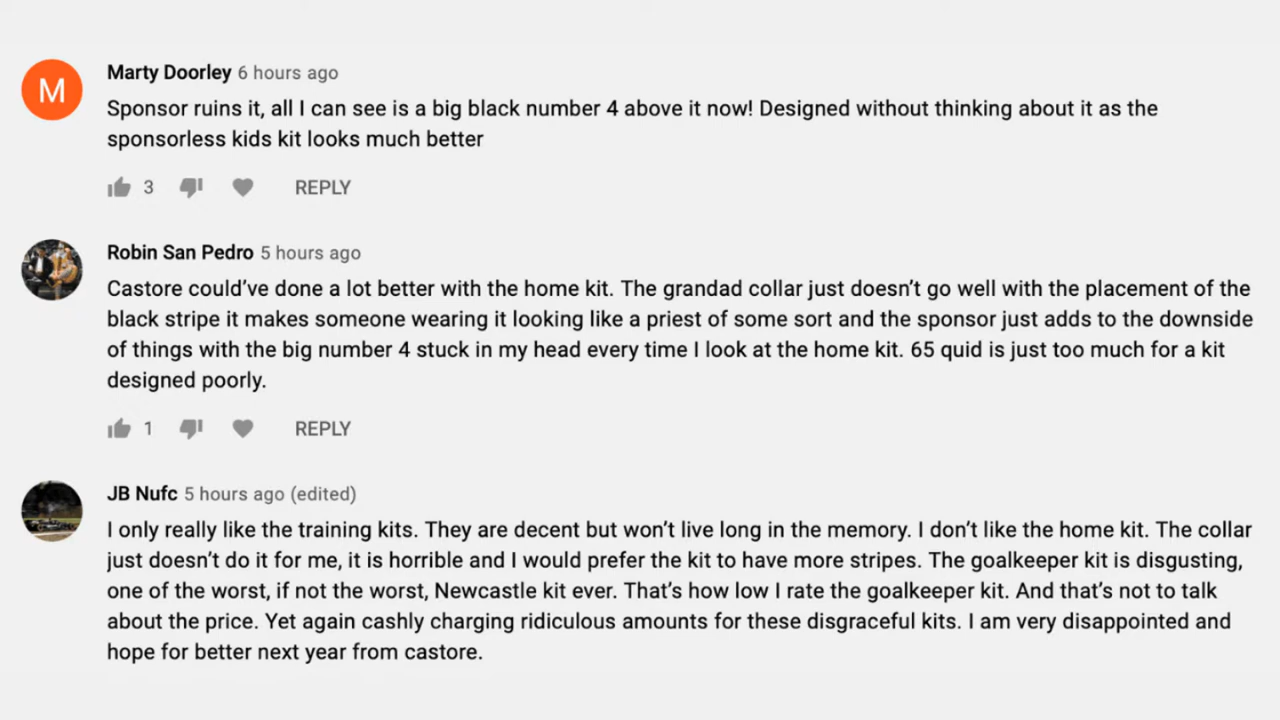 M
Marty Doorley 6 hours ago
Sponsor ruins it, all I can see is a big black number 4 above it now! Designed without thinking about it as the
sponsorless kids kit looks much better
3 REPLY
Robin San Pedro 5 hours ago
Castore could’ve done a lot better with the home kit. The grandad collar just doesn’t go well with the placement of the
black stripe it makes someone wearing it looking like a priest of some sort and the sponsor just adds to the downside
of things with the big number 4 stuck in my head every time I look at the home kit. 65 quid is just too much for a kit
designed poorly.
1 REPLY
JB Nufc 5 hours ago (edited)
I only really like the training kits. They are decent but won’t live long in the memory. I don’t like the home kit. The collar
just doesn’t do it for me, it is horrible and I would prefer the kit to have more stripes. The goalkeeper kit is disgusting,
one of the worst, if not the worst, Newcastle kit ever. That’s how low I rate the goalkeeper kit. And that’s not to talk
about the price. Yet again cashly charging ridiculous amounts for these disgraceful kits. I am very disappointed and
hope for better next year from castore.